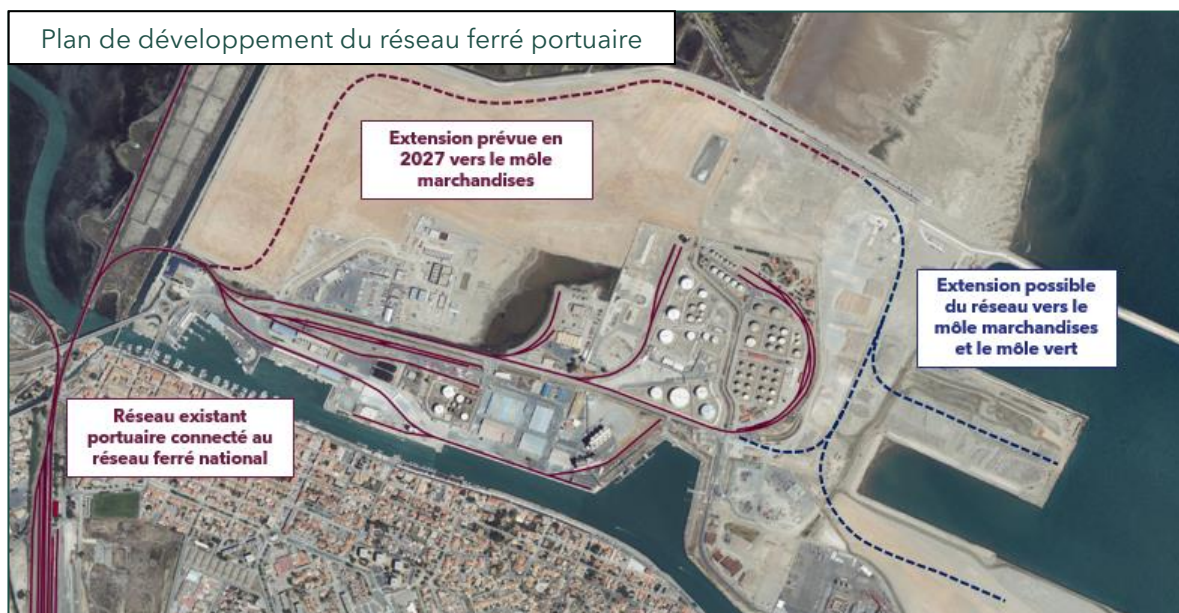 Plan de développement du réseau ferré portuaire
Extension prévue en
2027 vers le môle
marchandises
Extension possible
du réseau vers le
môle marchandises
et le môle vert
Réseau existant
portuaire connecté au
réseau ferré national